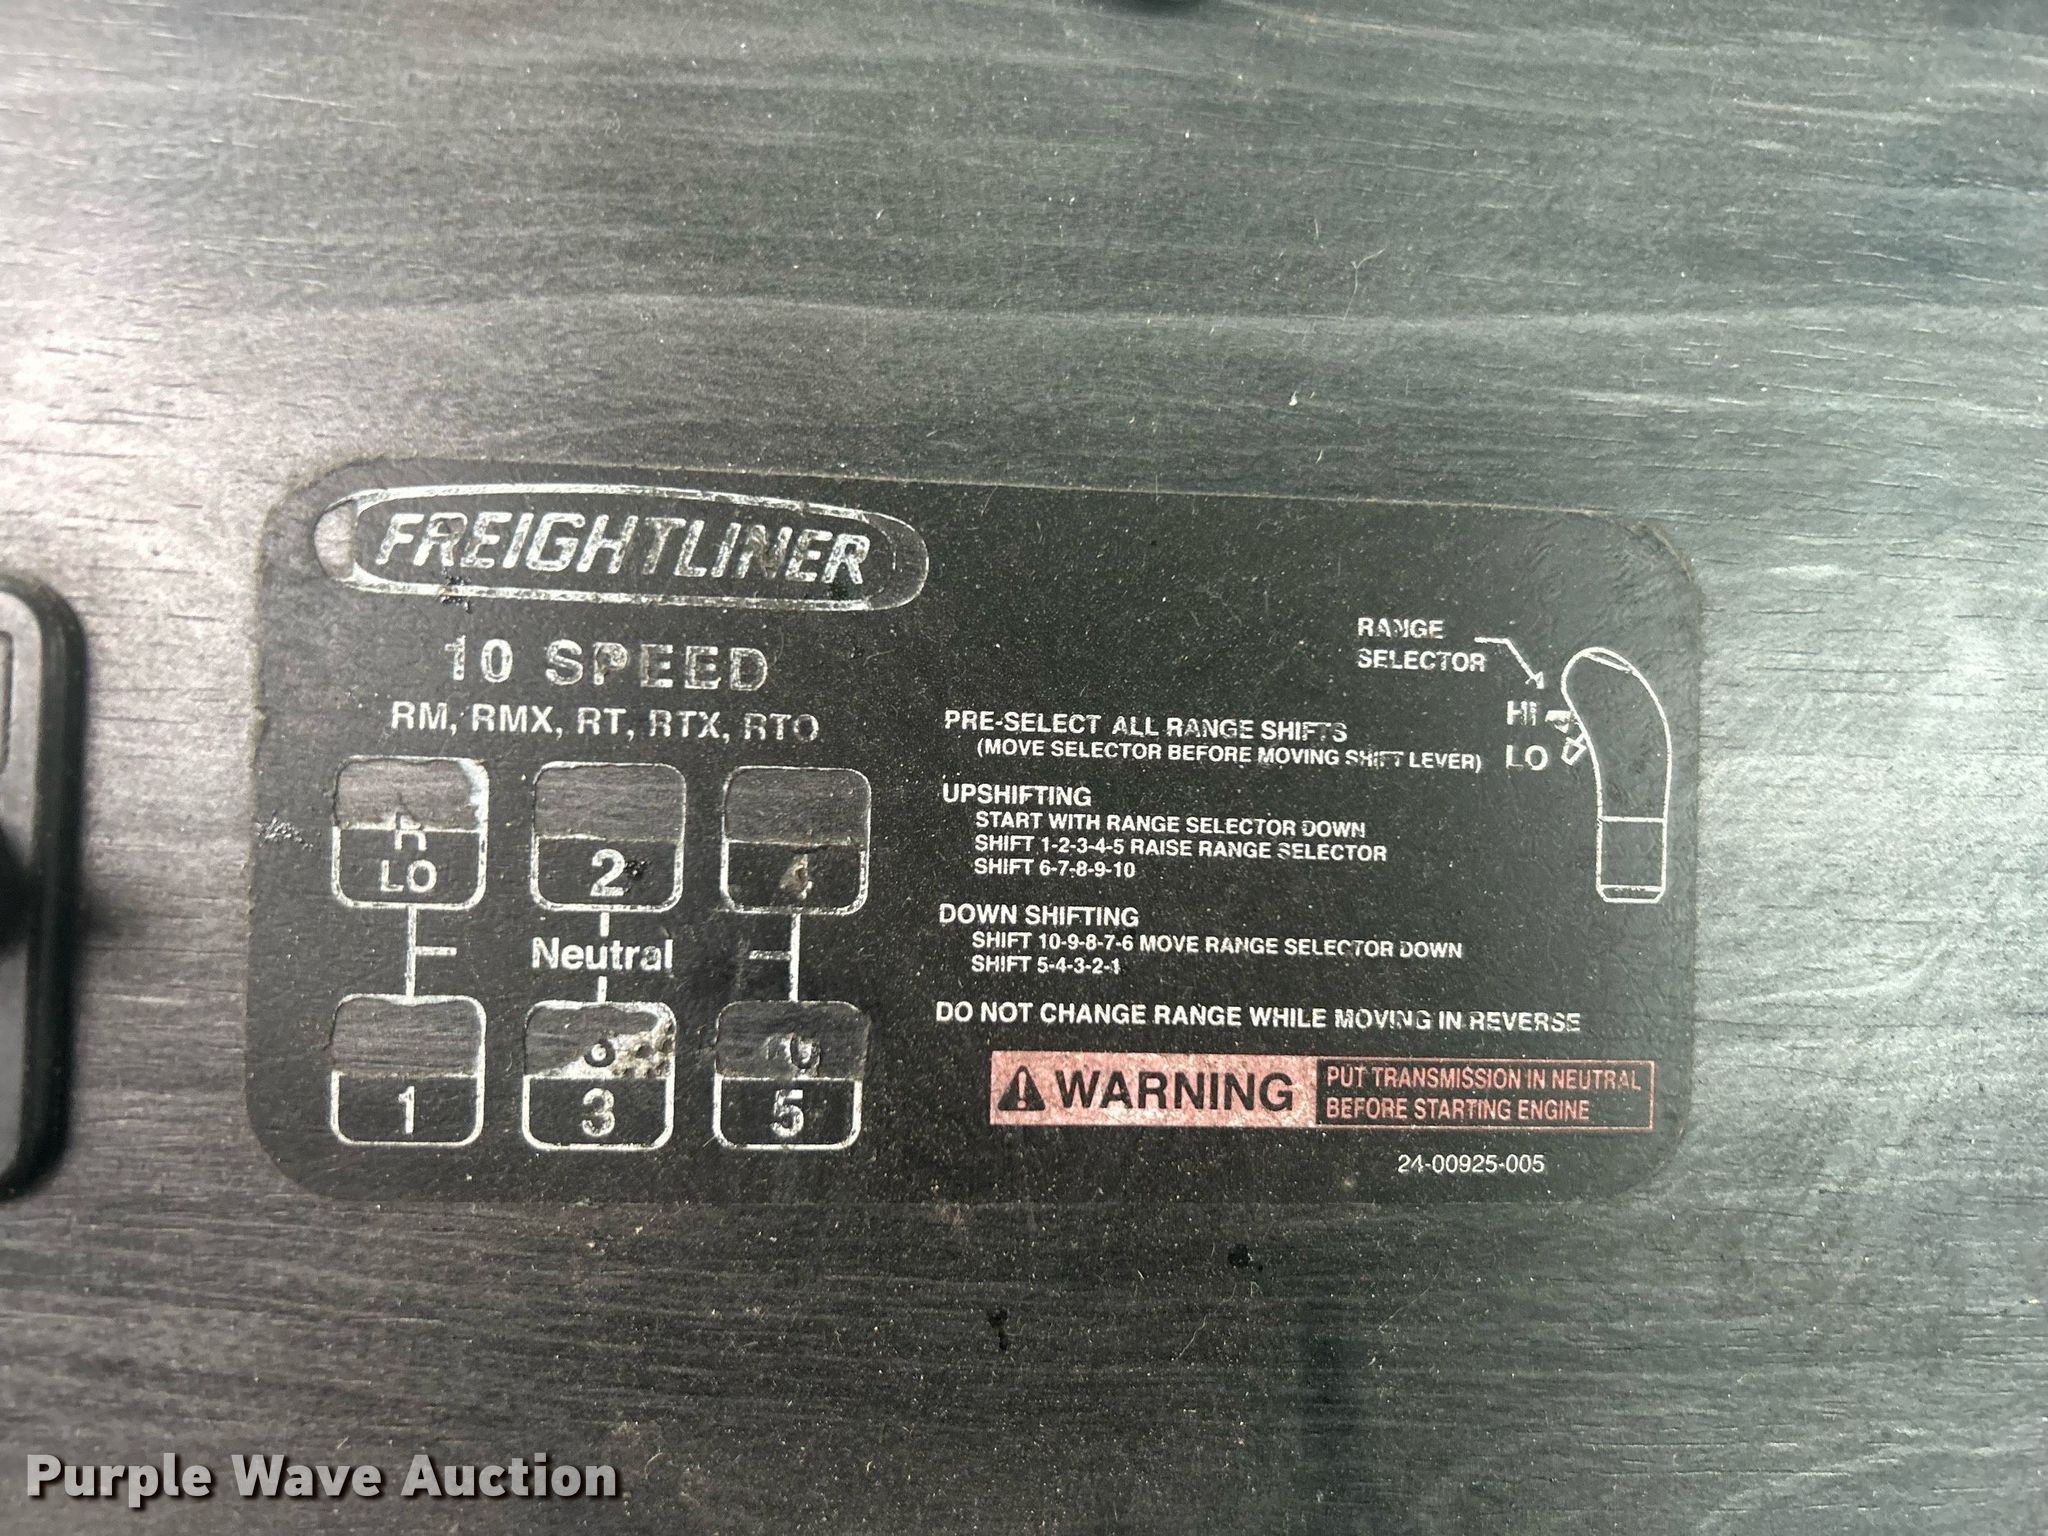 FREIGHTLINER
10 SPEED
RM, RMX, RT, RTX, RTO
R
LO
2
4
Neutral
1
3
5
RANGE
SELECTOR
HI
LO
PRE-SELECT ALL RANGE SHIFTS
(MOVE SELECTOR BEFORE MOVING SHIFT LEVER)
UPSHIFTING
START WITH RANGE SELECTOR DOWN
SHIFT 1-2-3-4-5 RAISE RANGE SELECTOR
SHIFT 6-7-8-9-10
DOWN SHIFTING
SHIFT 10-9-8-7-6 MOVE RANGE SELECTOR DOWN
SHIFT 5-4-3-2-1
DO NOT CHANGE RANGE WHILE MOVING IN REVERSE
WARNING
PUT TRANSMISSION IN NEUTRAL
BEFORE STARTING ENGINE
24-00925-005
Purple Wave Auction